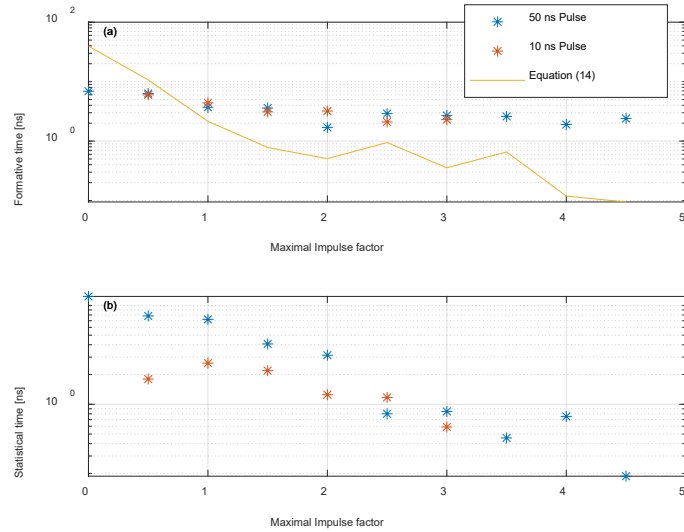 (a)
10 2
10 0
Formative time [ns]
50 ns Pulse
10 ns Pulse
Equation (14)
0 1 2 3 4 5
Maximal Impulse factor
(b)
10 0
Statistical time [ns]
0 1 2 3 4 5
Maximal Impulse factor